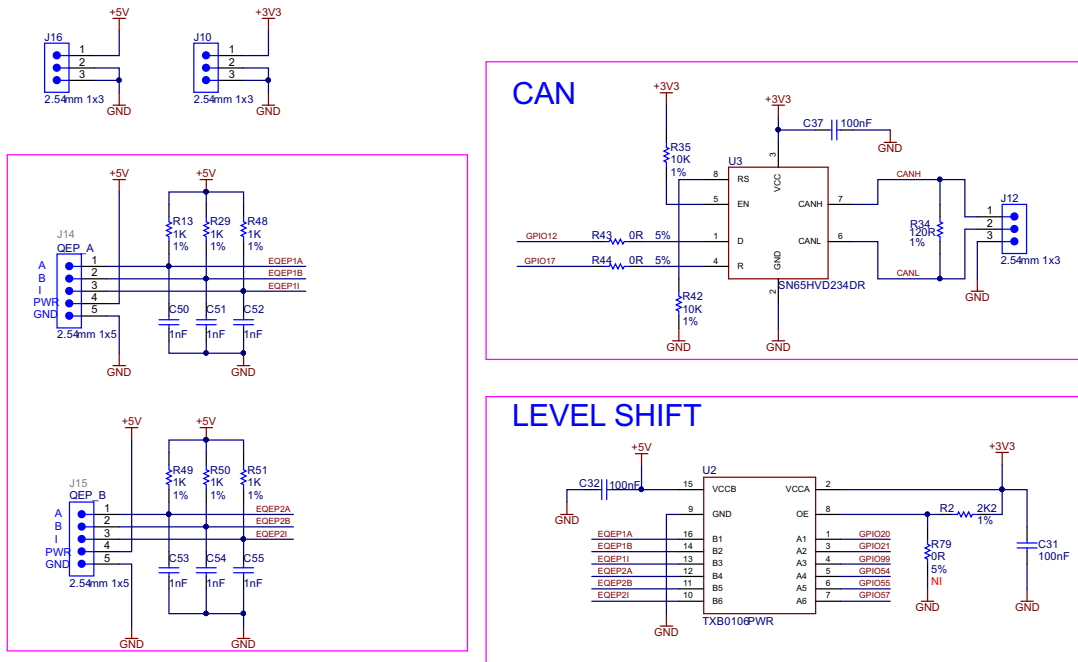 +5V
J16
1
2
3
2.54mm 1x3
GND
+3V3
J10
1
2
3
2.54mm 1x3
GND
+5V
+5V
J14
QEP_A
A
B
I
PWR
GND
1
2
3
4
5
2.54mm 1x5
R13
1K
1%
R29
1K
1%
R48
1K
1%
EQEP1A
EQEP1B
EQEP1I
C50
1nF
C51
1nF
C52
1nF
GND
GND
+5V
+5V
J15
QEP_B
A
B
I
PWR
GND
1
2
3
4
5
2.54mm 1x5
R49
1K
1%
R50
1K
1%
R51
1K
1%
EQEP2A
EQEP2B
EQEP2I
C53
1nF
C54
1nF
C55
1nF
GND
GND
CAN
+3V3
+3V3
C37
100nF
GND
R35
10K
1%
U3
3
VCC
8
RS
5
EN
1
D
4
R
CANH
7
CANL
6
GND
2
SN65HVD234DR
GPIO12
R43
0R
5%
GPIO17
R44
0R
5%
R42
10K
1%
GND
GND
CANH
R34
120R
1%
CANL
J12
1
2
3
2.54mm 1x3
GND
LEVEL SHIFT
+5V
C32
100nF
GND
U2
15
VCCB
9
GND
16
B1
14
B2
13
B3
12
B4
11
B5
10
B6
VCCA
2
OE
8
A1
1
A2
3
A3
4
A4
5
A5
6
A6
7
TXB0106PWR
EQEP1A
EQEP1B
EQEP1I
EQEP2A
EQEP2B
EQEP2I
GND
GPIO20
GPIO21
GPIO99
GPIO54
GPIO55
GPIO57
+3V3
R2
2K2
1%
R79
0R
5%
NI
GND
C31
100nF
GND